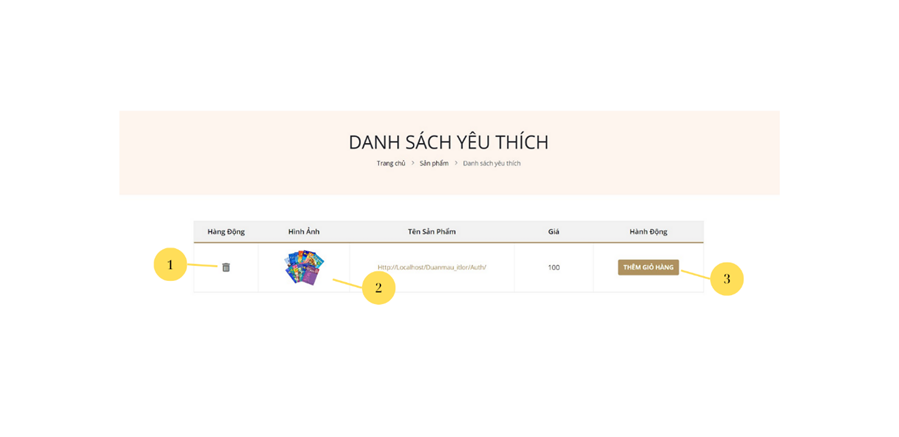 DANH SÁCH YÊU THÍCH
Trang chủ > Sản phẩm > Danh sách yêu thích
Hàng Động Hình Ảnh Tên Sản Phẩm Giá Hành Động
1 2 Http://Localhost/Duanmau_idor/Auth/ 100 THÊM GIỎ HÀNG 3